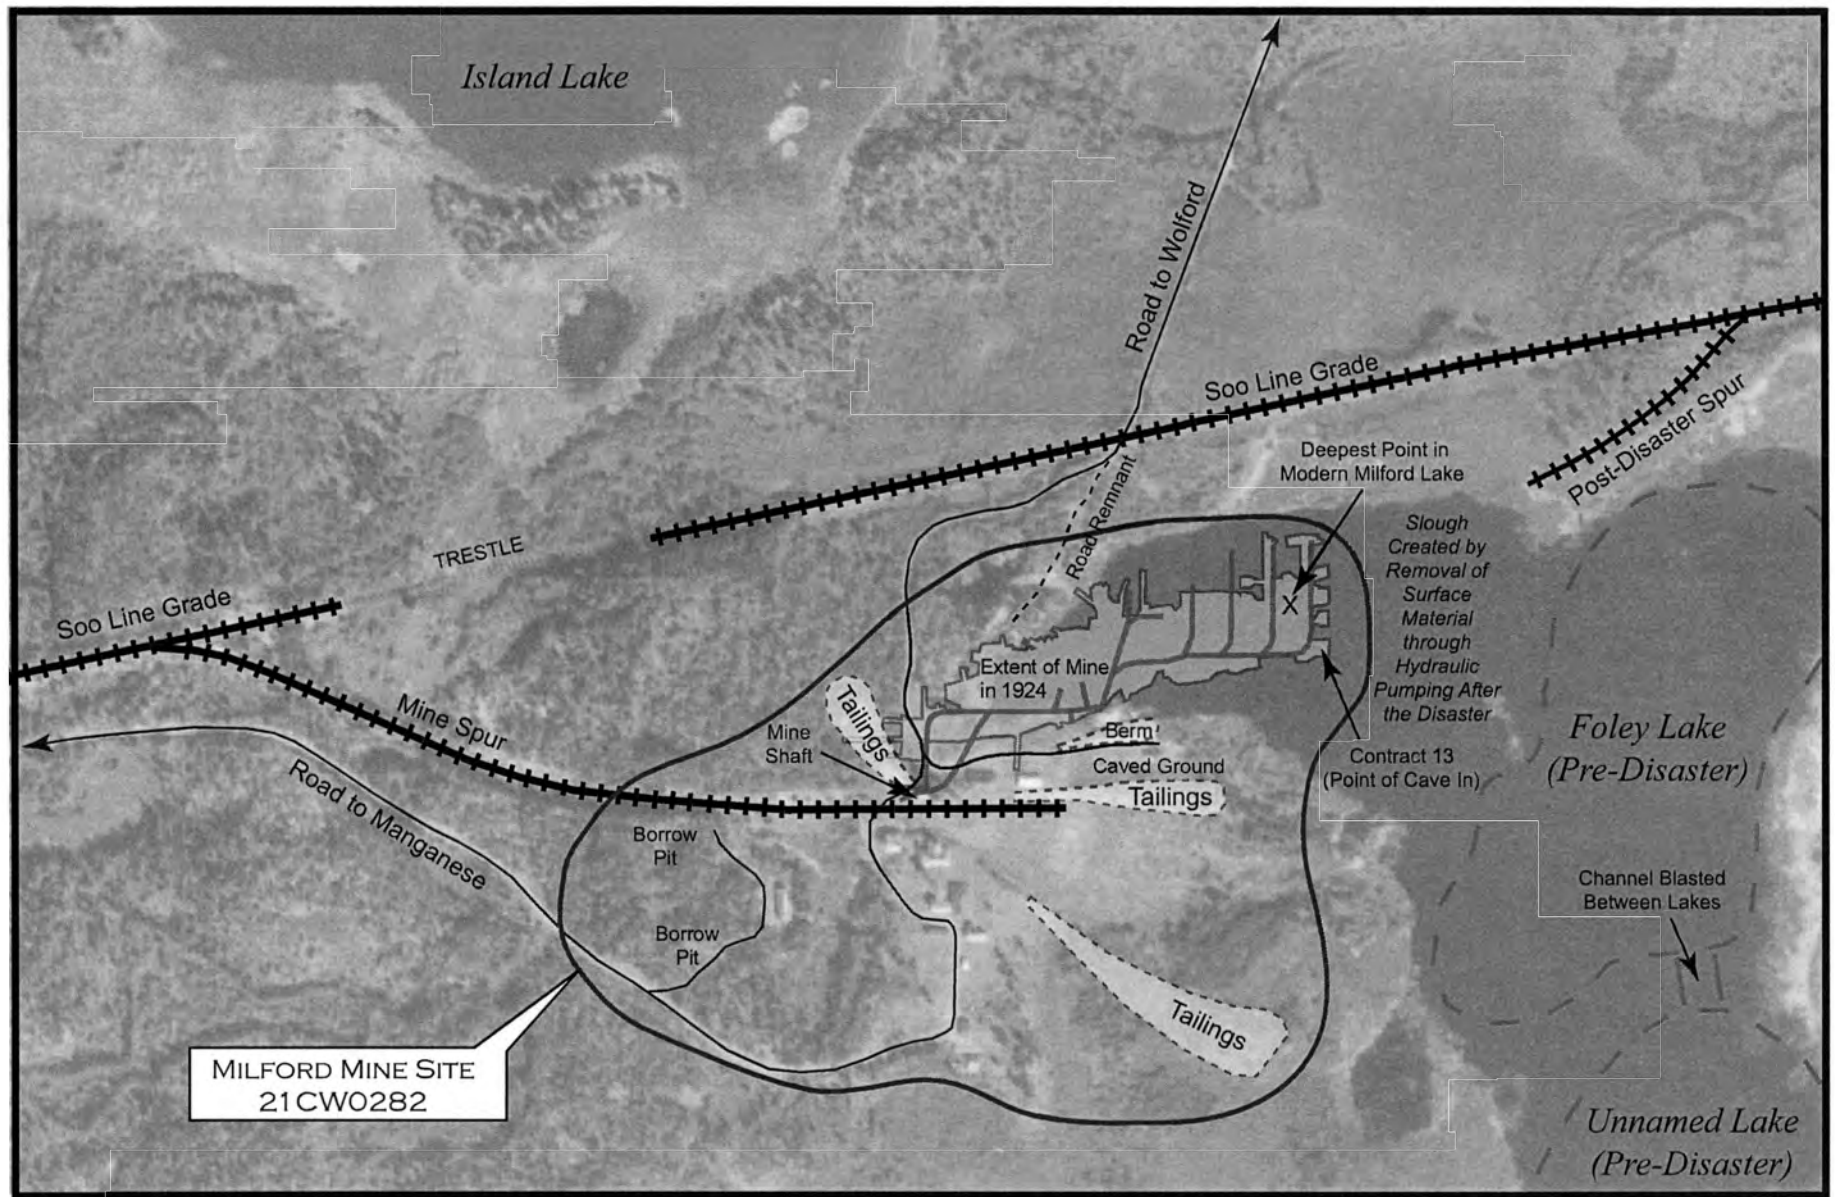 Island Lake
Road to Wolford
Soo Line Grade
Post-Disaster Spur
Deepest Point in
Modern Milford Lake
Road Remnant
TRESTLE
Slough
Created by
Removal of
Surface
Material
through
Hydraulic
Pumping After
the Disaster
X
Soo Line Grade
Extent of Mine
in 1924
Tailings
Mine Spur
Mine
Shaft
Berm
Foley Lake
(Pre-Disaster)
Contract 13
(Point of Cave In)
Caved Ground
Tailings
Road to Manganese
Borrow
Pit
Channel Blasted
Between Lakes
Borrow
Pit
Tailings
MILFORD MINE SITE
21CW0282
Unnamed Lake
(Pre-Disaster)